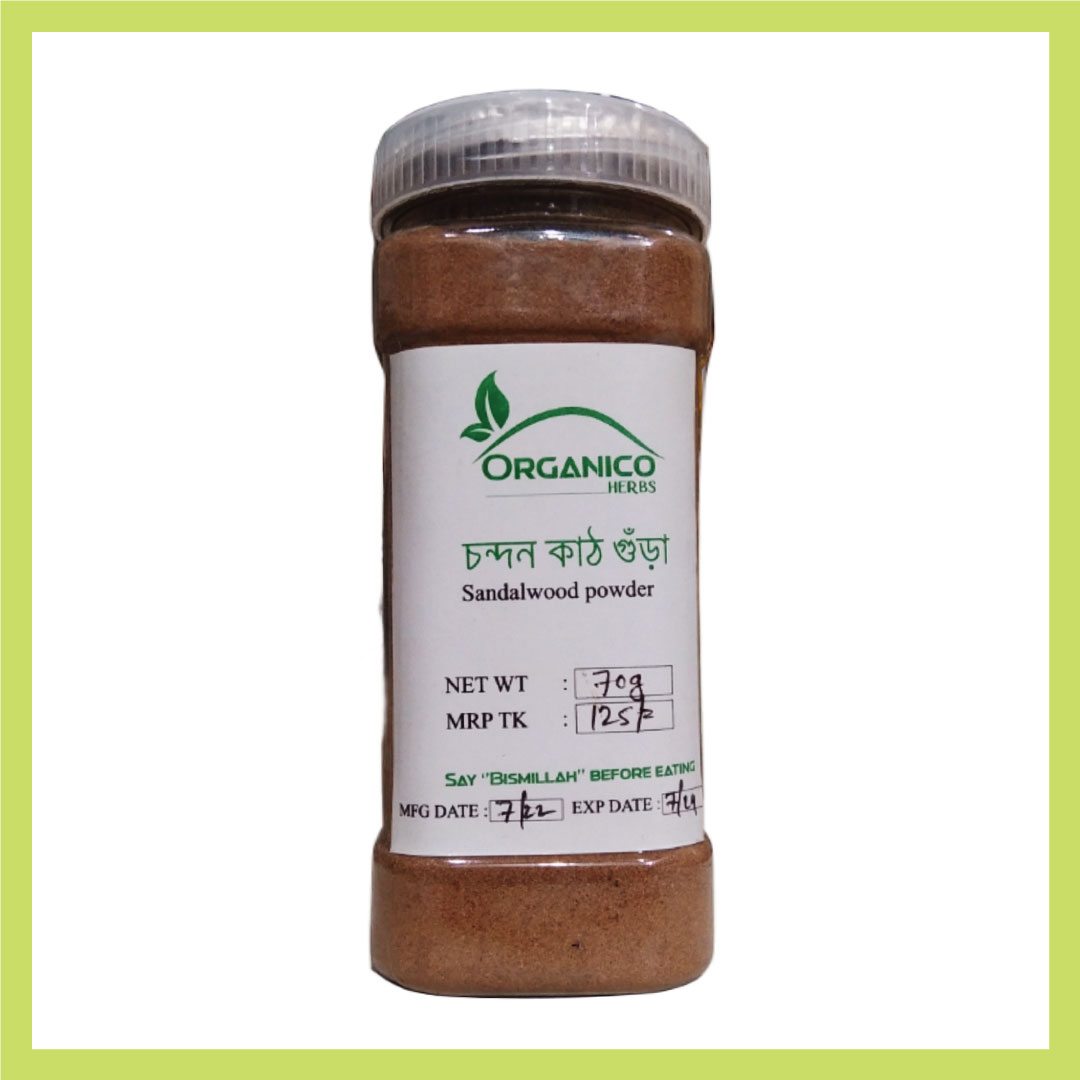 ORGANICO
HERBS
চন্দন কাঠ গুঁড়া
Sandalwood powder
NET WT : 70g
MRP TK : 125/=
SAY "BISMILLAH" BEFORE EATING
MFG DATE : 7/22 EXP DATE : 7/24